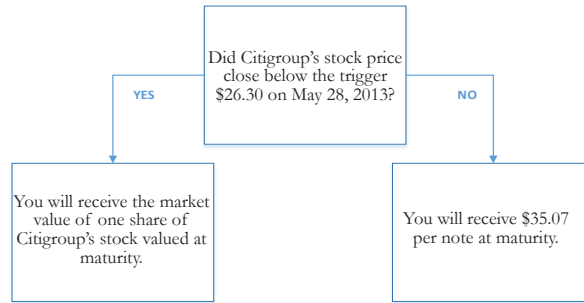 Did Citigroup's stock price
close below the trigger
$26.30 on May 28, 2013?
YES
NO
You will receive the market
value of one share of
Citigroup's stock valued at
maturity.
You will receive $35.07
per note at maturity.